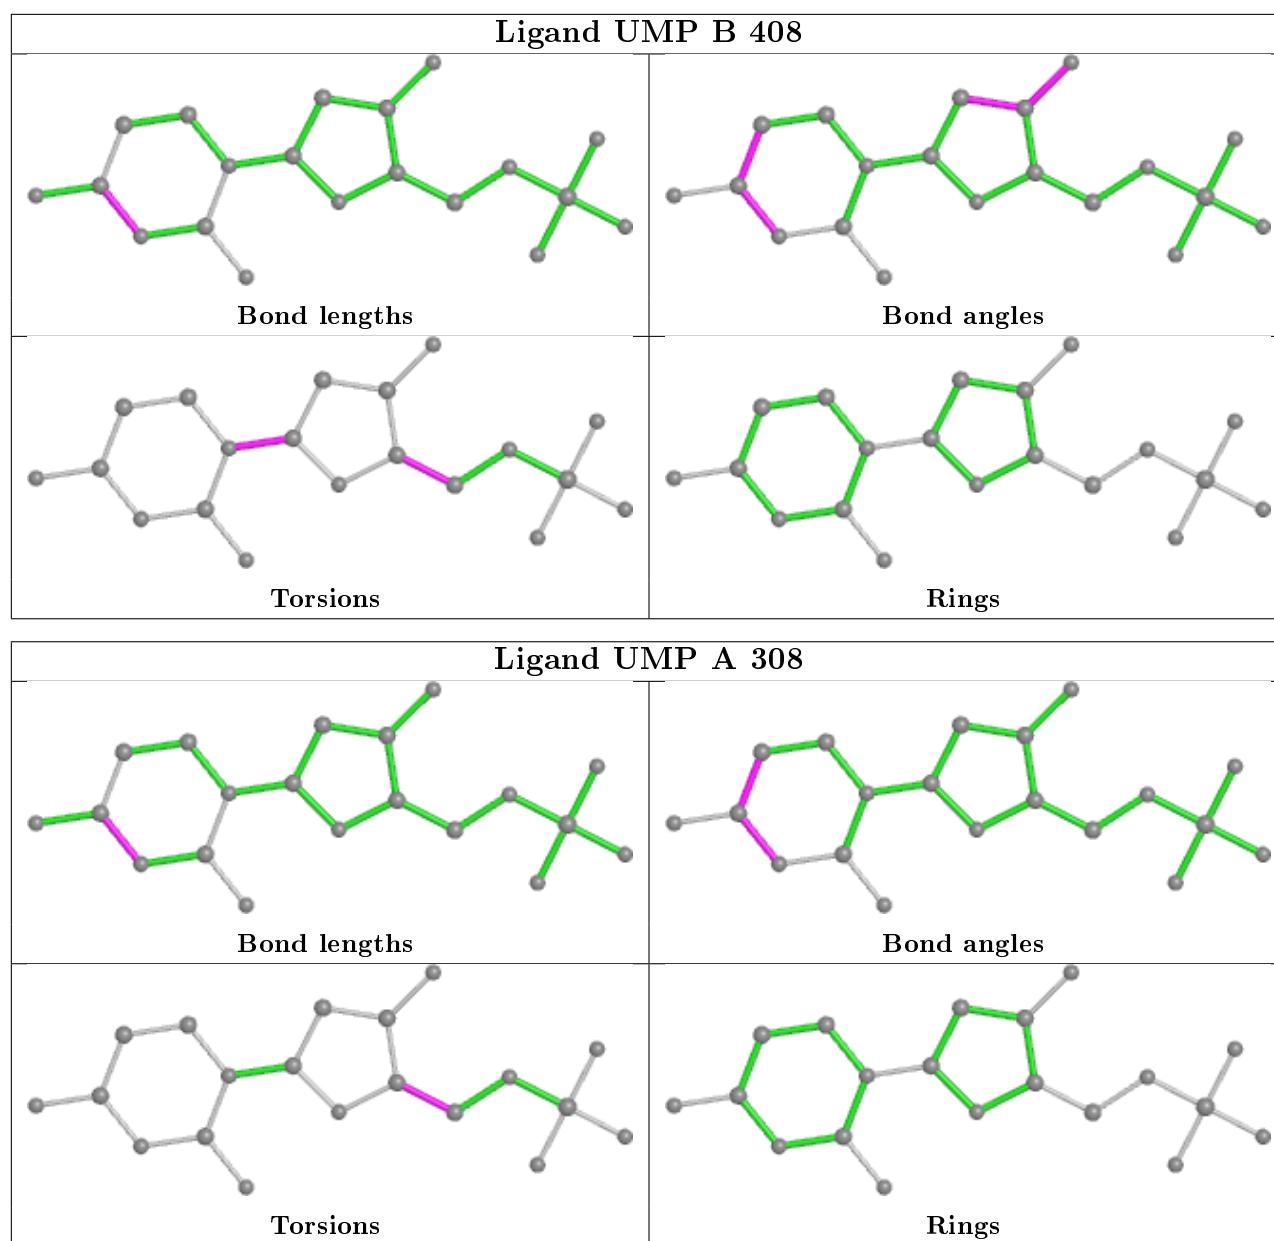 Ligand UMP B 408
Bond lengths
Bond angles
Torsions
Rings
Ligand UMP A 308
Bond lengths
Bond angles
Torsions
Rings